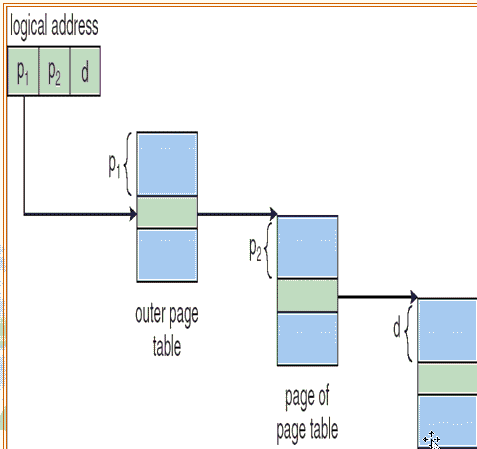 logical address
p1 p2 d
p1
p2
d
outer page
table
page of
page table